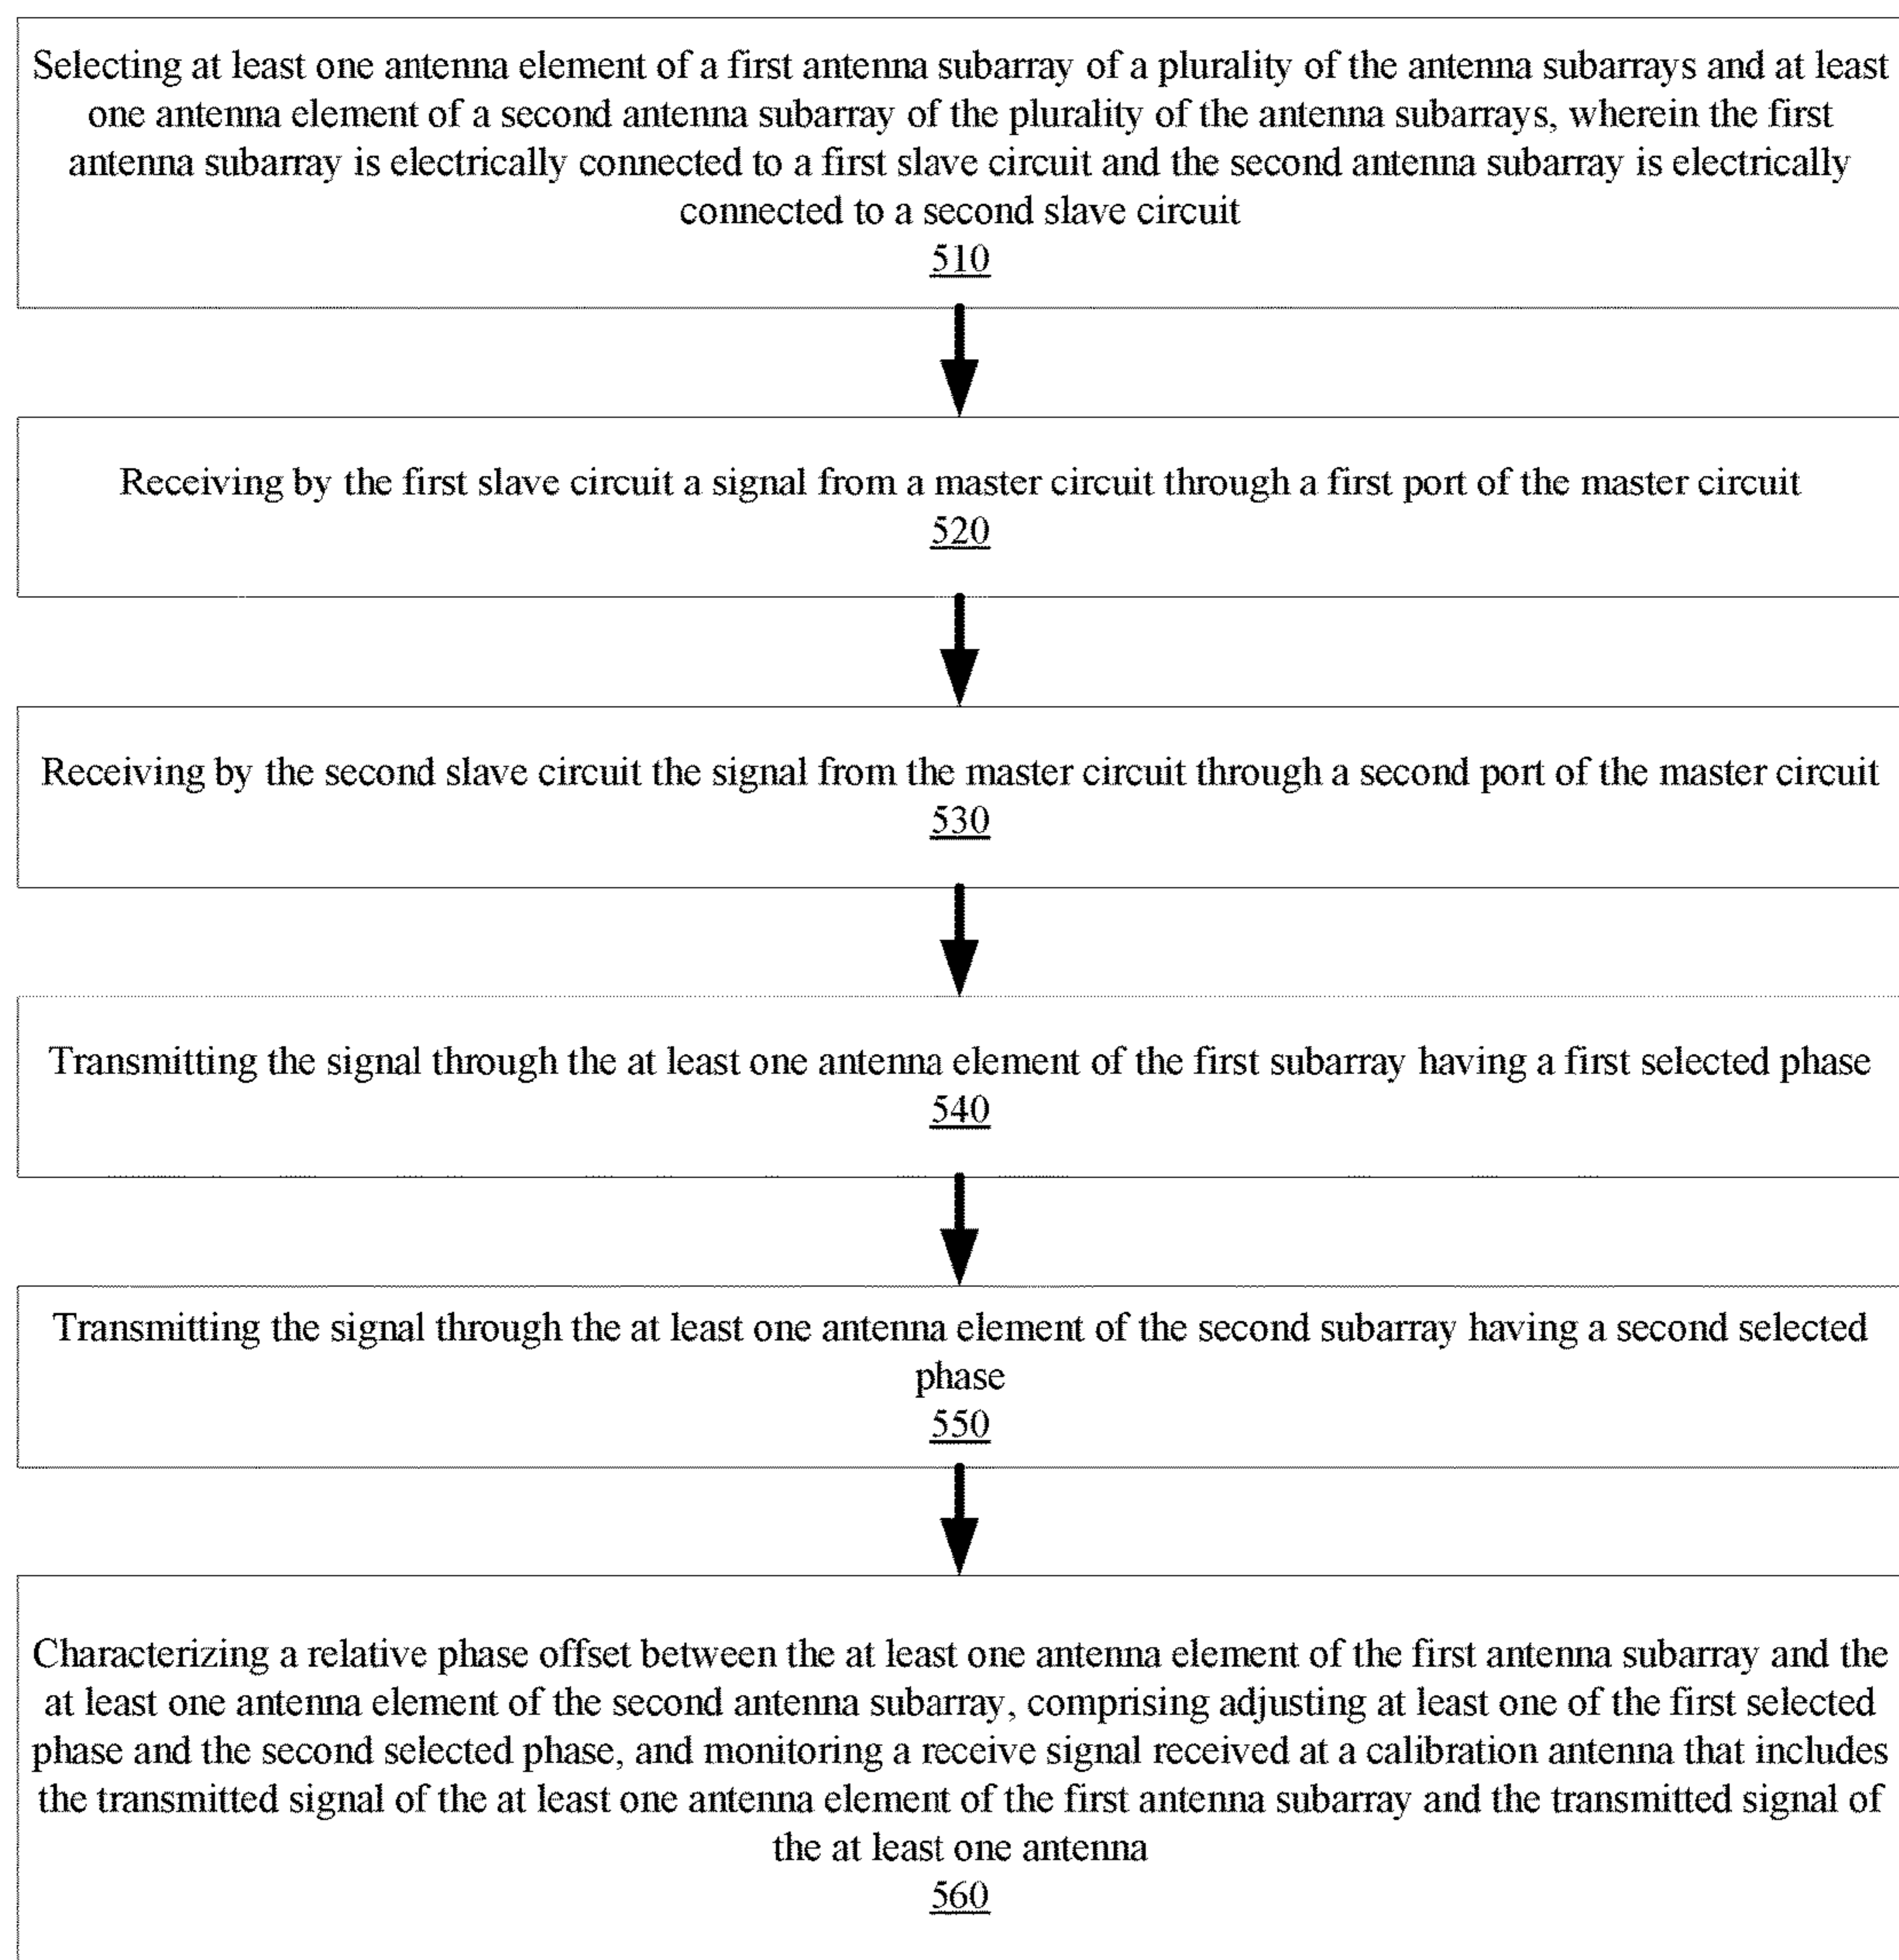 Selecting at least one antenna element of a first antenna subarray of a plurality of the antenna subarrays and at least
one antenna element of a second antenna subarray of the plurality of the antenna subarrays, wherein the first
antenna subarray is electrically connected to a first slave circuit and the second antenna subarray is electrically
connected to a second slave circuit
510
Receiving by the first slave circuit a signal from a master circuit through a first port of the master circuit
520
Receiving by the second slave circuit the signal from the master circuit through a second port of the master circuit
530
Transmitting the signal through the at least one antenna element of the first subarray having a first selected phase
540
Transmitting the signal through the at least one antenna element of the second subarray having a second selected
phase
550
Characterizing a relative phase offset between the at least one antenna element of the first antenna subarray and the
at least one antenna element of the second antenna subarray, comprising adjusting at least one of the first selected
phase and the second selected phase, and monitoring a receive signal received at a calibration antenna that includes
the transmitted signal of the at least one antenna element of the first antenna subarray and the transmitted signal of
the at least one antenna
560